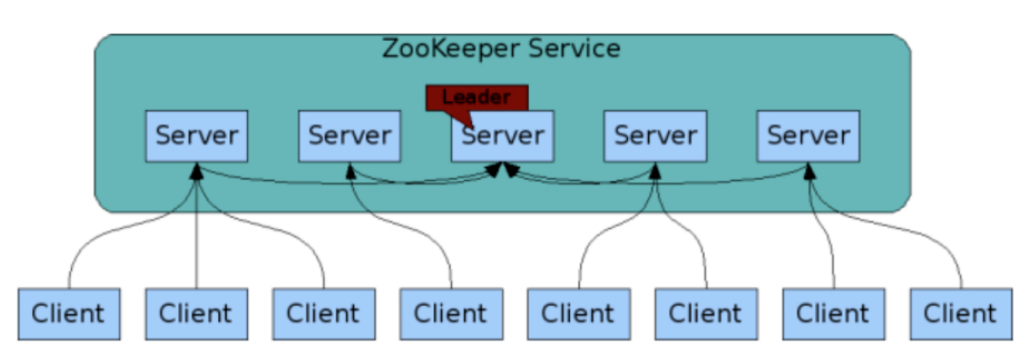 ZooKeeper Service
Leader
Server Server Server Server Server
Client Client Client Client Client Client Client Client